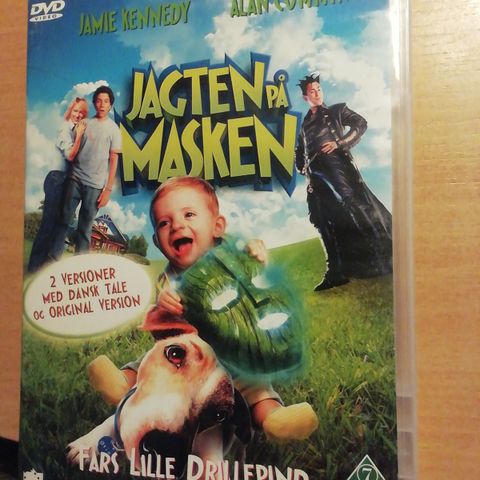 DVD
VIDEO
JAMIE KENNEDY
ALAN
JAGTEN PÅ
MASKEN
2 VERSIONER
MED DANSK TALE
OG ORIGINAL VERSION
FARS LILLE DRILLEPIND
7